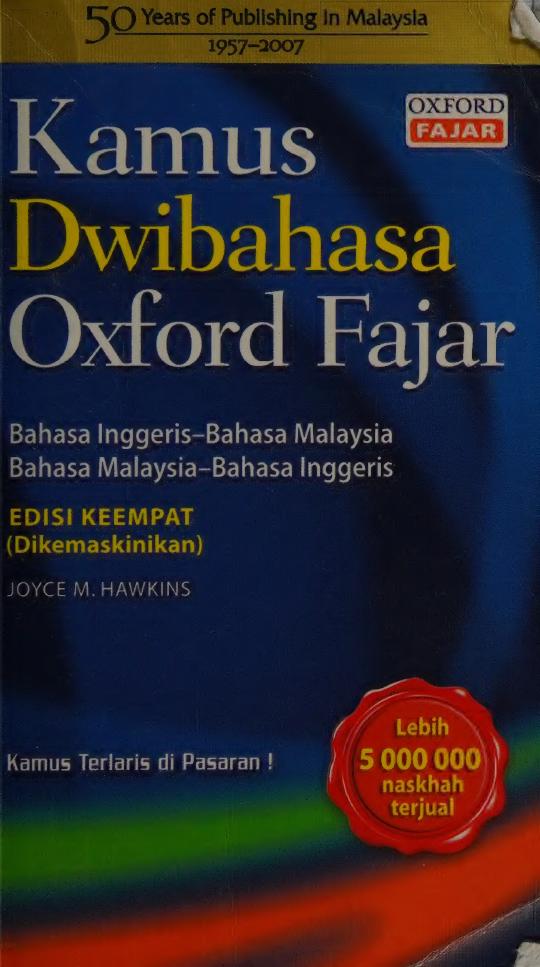 50 Years of Publishing in Malaysia
1957–2007
OXFORD
FAJAR
Kamus
Dwibahasa
Oxford Fajar
Bahasa Inggeris–Bahasa Malaysia
Bahasa Malaysia–Bahasa Inggeris
EDISI KEEMPAT
(Dikemaskinikan)
JOYCE M. HAWKINS
Kamus Terlaris di Pasaran !
Lebih
5 000 000
naskhah
terjual